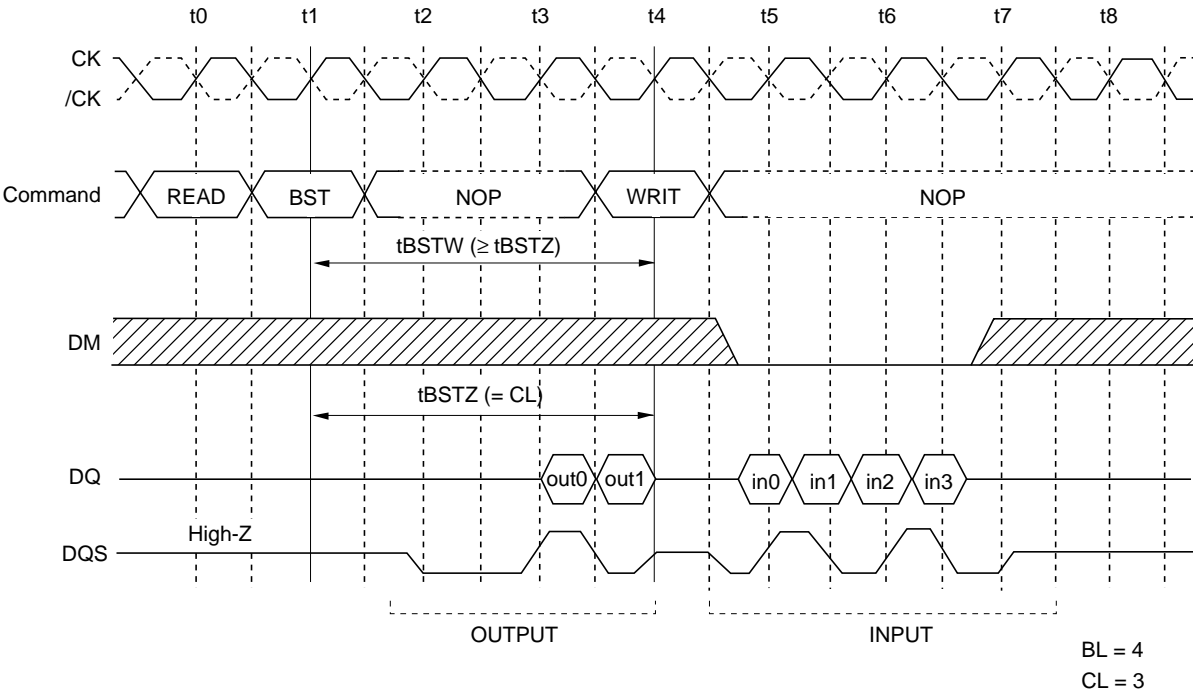 t0 t1 t2 t3 t4 t5 t6 t7 t8
CK
/CK
Command READ BST NOP WRIT NOP
tBSTW (≥ tBSTZ)
DM
tBSTZ (= CL)
DQ out0 out1 in0 in1 in2 in3
High-Z
DQS
OUTPUT INPUT
BL = 4
CL = 3